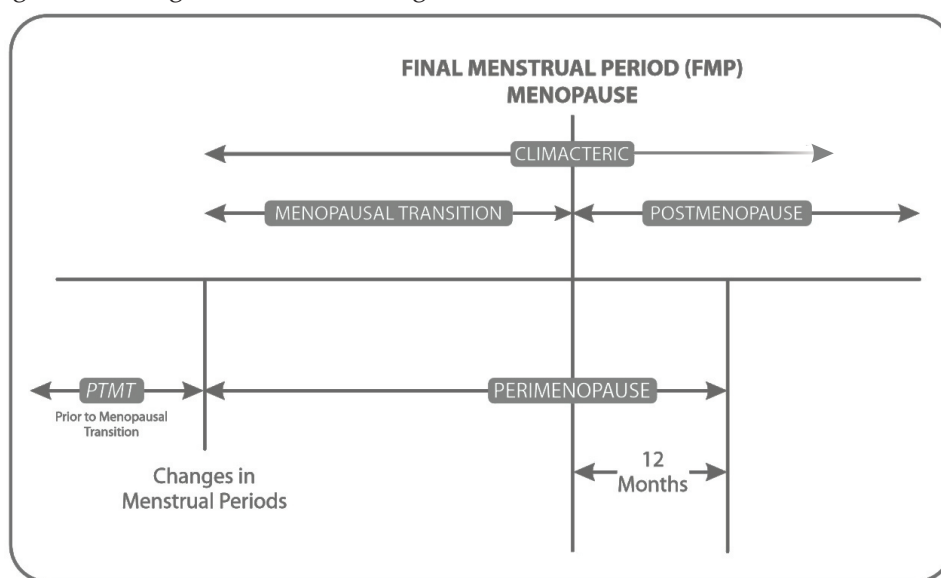 FINAL MENSTRUAL PERIOD (FMP)
MENOPAUSE
CLIMACTERIC
MENOPAUSAL TRANSITION
POSTMENOPAUSE
PTMT
PERIMENOPAUSE
Prior to Menopausal
Transition
Changes in
Menstrual Periods
12
Months